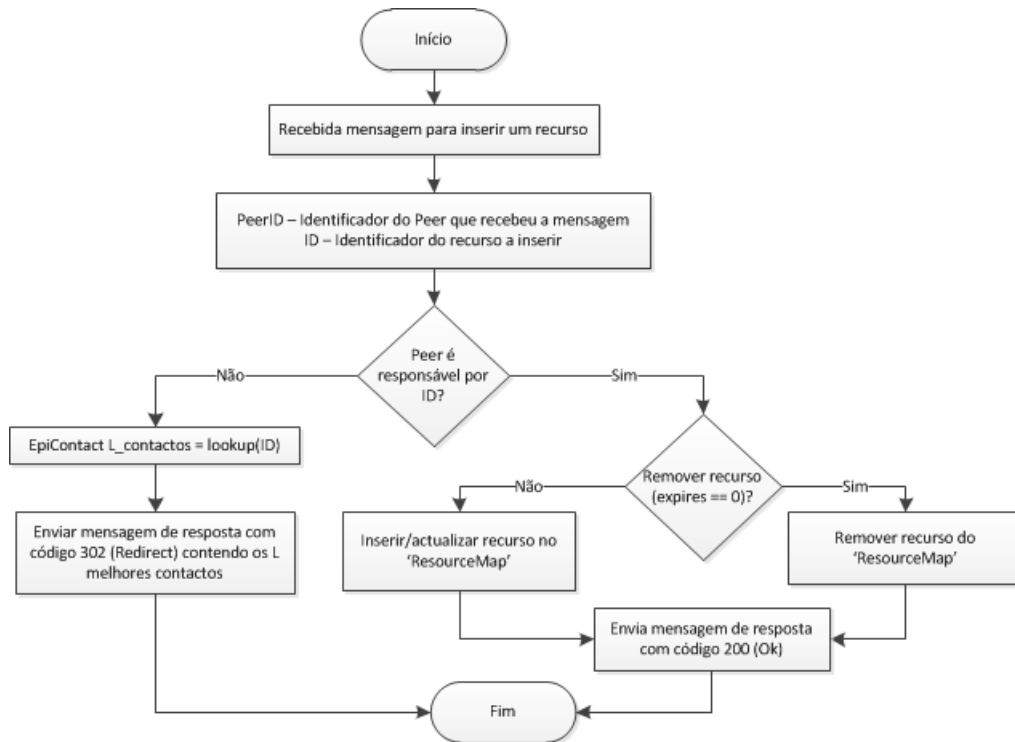 Início
Recebida mensagem para inserir um recurso
PeerID – Identificador do Peer que recebeu a mensagem
ID – Identificador do recurso a inserir
Peer é
responsável por
ID?
Não
Sim
EpiContact L_contactos = lookup(ID)
Remover recurso
(expires == 0)?
Não
Sim
Enviar mensagem de resposta com
código 302 (Redirect) contendo os L
melhores contactos
Inserir/actualizar recurso no
‘ResourceMap’
Remover recurso do
‘ResourceMap’
Envia mensagem de resposta
com código 200 (Ok)
Fim